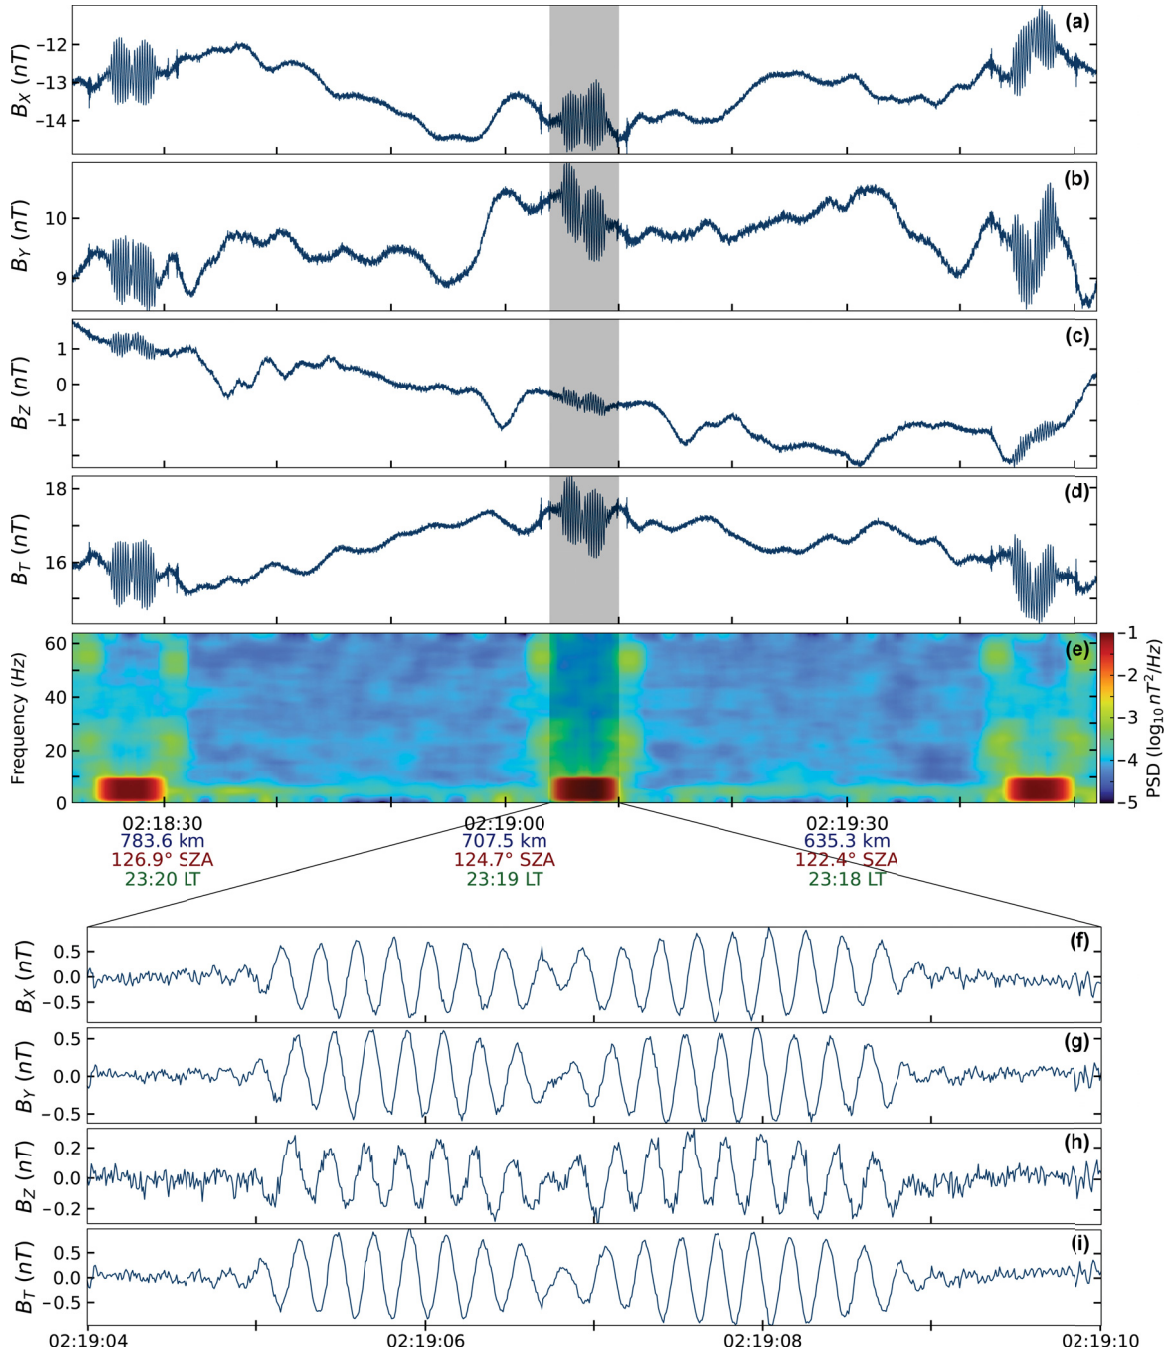 (a)
−12
−13
−14
B_X (nT)
(b)
10
9
B_Y (nT)
(c)
1
0
−1
B_Z (nT)
(d)
18
16
B_T (nT)
(e)
60
40
20
0
Frequency (Hz)
−1
−2
−3
−4
−5
PSD (log₁₀nT²/Hz)
02:18:30 02:19:00 02:19:30
783.6 km 707.5 km 635.3 km
126.9° SZA 124.7° SZA 122.4° SZA
23:20 LT 23:19 LT 23:18 LT
(f)
0.5
0.0
−0.5
B_X (nT)
(g)
0.5
0.0
−0.5
B_Y (nT)
(h)
0.2
0.0
−0.2
B_Z (nT)
(i)
0.5
0.0
−0.5
B_T (nT)
02:19:04 02:19:06 02:19:08 02:19:10